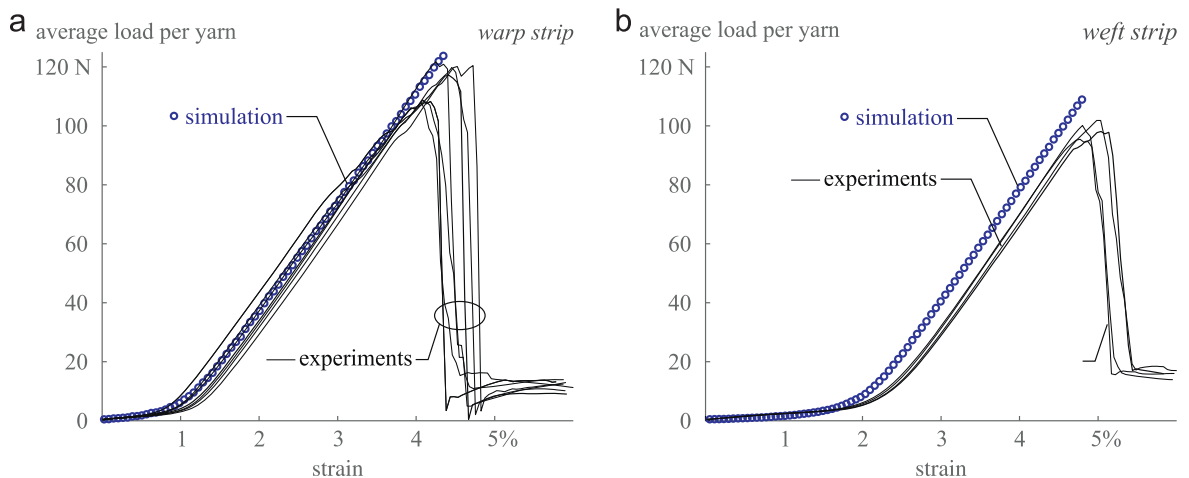 a
average load per yarn
warp strip
120 N
simulation
100
80
60
40
experiments
20
0
1 2 3 4 5%
strain
b
average load per yarn
weft strip
120 N
simulation
100
80
experiments
60
40
20
0
1 2 3 4 5%
strain